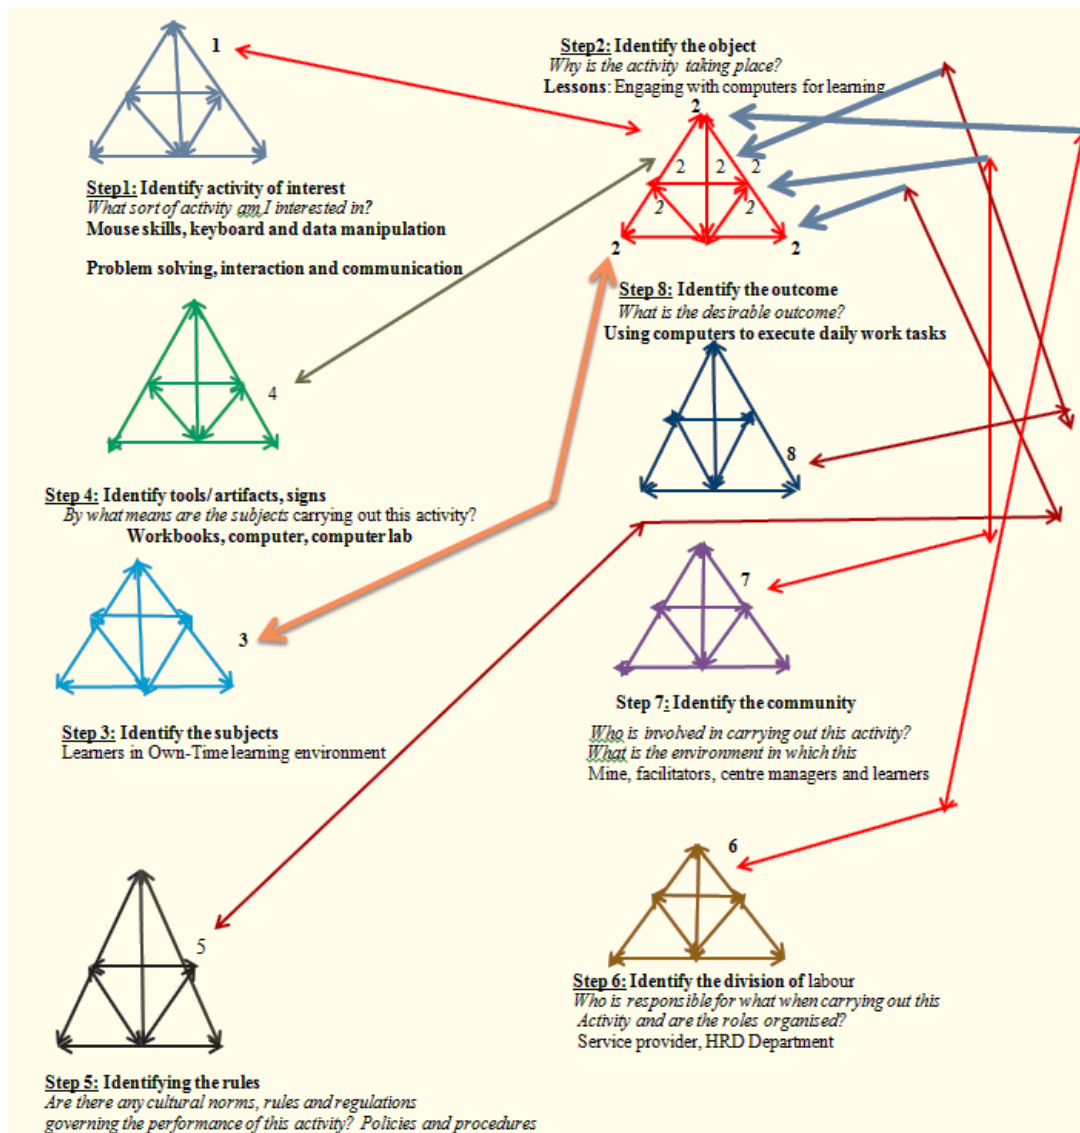 1
Step1: Identify activity of interest
What sort of activity am I interested in?
Mouse skills, keyboard and data manipulation
Problem solving, interaction and communication
Step2: Identify the object
Why is the activity taking place?
Lessons: Engaging with computers for learning
2
2 2 2
2 2
2 2
4
Step 4: Identify tools/ artifacts, signs
By what means are the subjects carrying out this activity?
Workbooks, computer, computer lab
Step 8: Identify the outcome
What is the desirable outcome?
Using computers to execute daily work tasks
8
3
Step 3: Identify the subjects
Learners in Own-Time learning environment
7
Step 7: Identify the community
Who is involved in carrying out this activity?
What is the environment in which this
Mine, facilitators, centre managers and learners
5
Step 5: Identifying the rules
Are there any cultural norms, rules and regulations
governing the performance of this activity? Policies and procedures
6
Step 6: Identify the division of labour
Who is responsible for what when carrying out this
Activity and are the roles organised?
Service provider, HRD Department